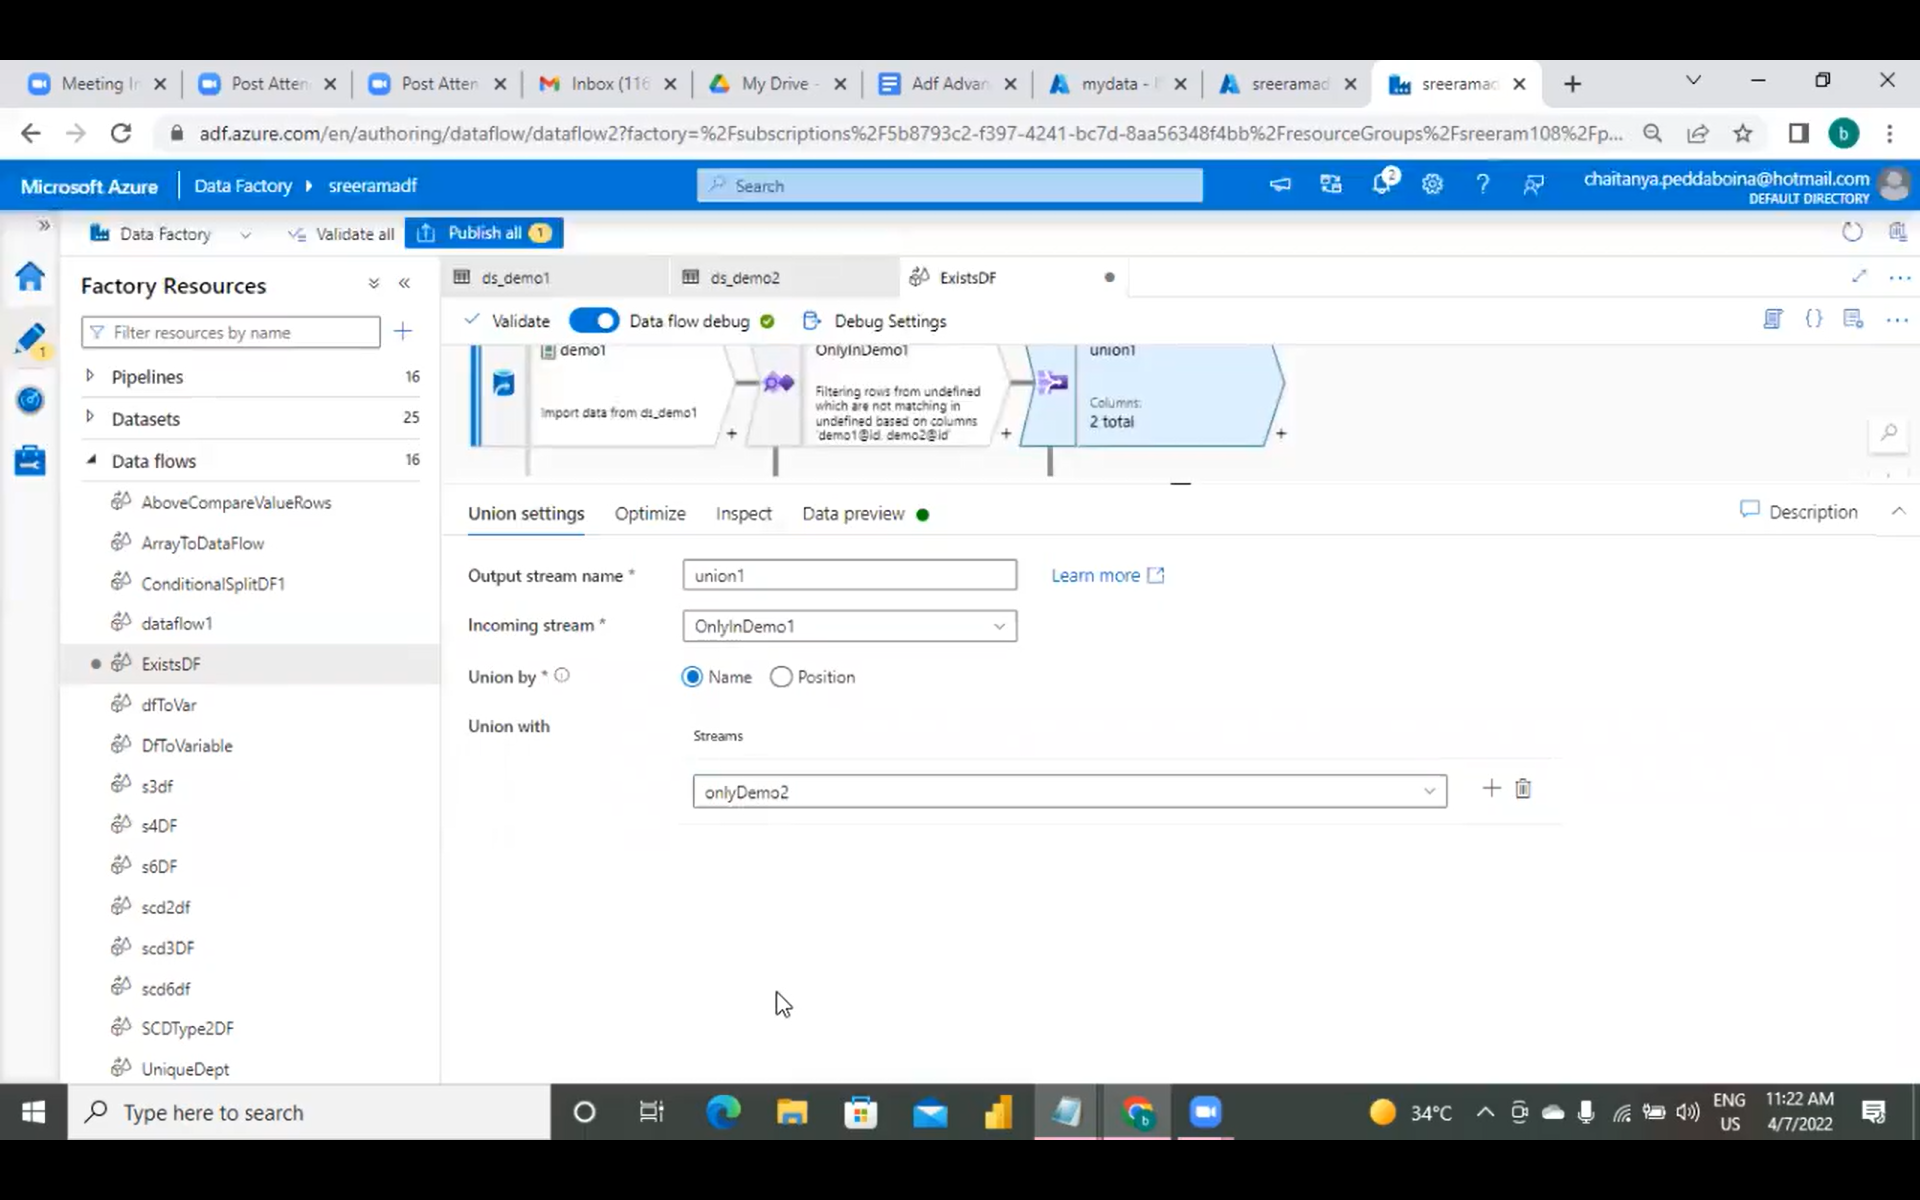 Meeting In
Post Atten
Post Atten
Inbox (116
My Drive -
Adf Advan
mydata -
sreeramad
sreeramad
adf.azure.com/en/authoring/dataflow/dataflow2?factory=%2Fsubscriptions%2F5b8793c2-f397-4241-bc7d-8aa56348f4bb%2FresourceGroups%2Fsreeram108%2Fp...
b
Microsoft Azure
Data Factory
sreeramadf
Search
2
chaitanya.peddaboina@hotmail.com
DEFAULT DIRECTORY
Data Factory
Validate all
Publish all 1
Factory Resources
Filter resources by name
1
Pipelines 16
Datasets 25
Data flows 16
AboveCompareValueRows
ArrayToDataFlow
ConditionalSplitDF1
dataflow1
ExistsDF
dfToVar
DfToVariable
s3df
s4DF
s6DF
scd2df
scd3DF
scd6df
SCDType2DF
UniqueDept
ds_demo1
ds_demo2
ExistsDF
Validate
Data flow debug
Debug Settings
demo1
Import data from ds_demo1
OnlyInDemo1
Filtering rows from undefined
which are not matching in
undefined based on columns
'demo1@id, demo2@id'
union1
Columns:
2 total
Union settings
Optimize
Inspect
Data preview
Description
Output stream name *
union1
Learn more
Incoming stream *
OnlyInDemo1
Union by *
Name
Position
Union with
Streams
onlyDemo2
Type here to search
b
34°C
ENG
US
11:22 AM
4/7/2022